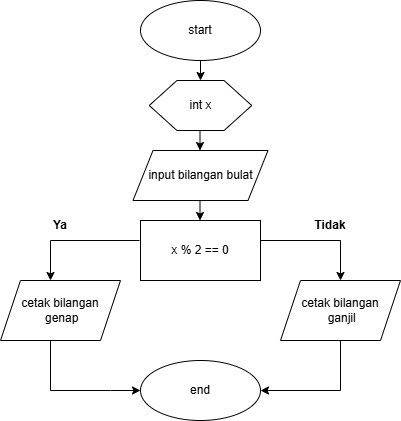 start
int x
input bilangan bulat
Ya
Tidak
x % 2 == 0
cetak bilangan
genap
cetak bilangan
ganjil
end